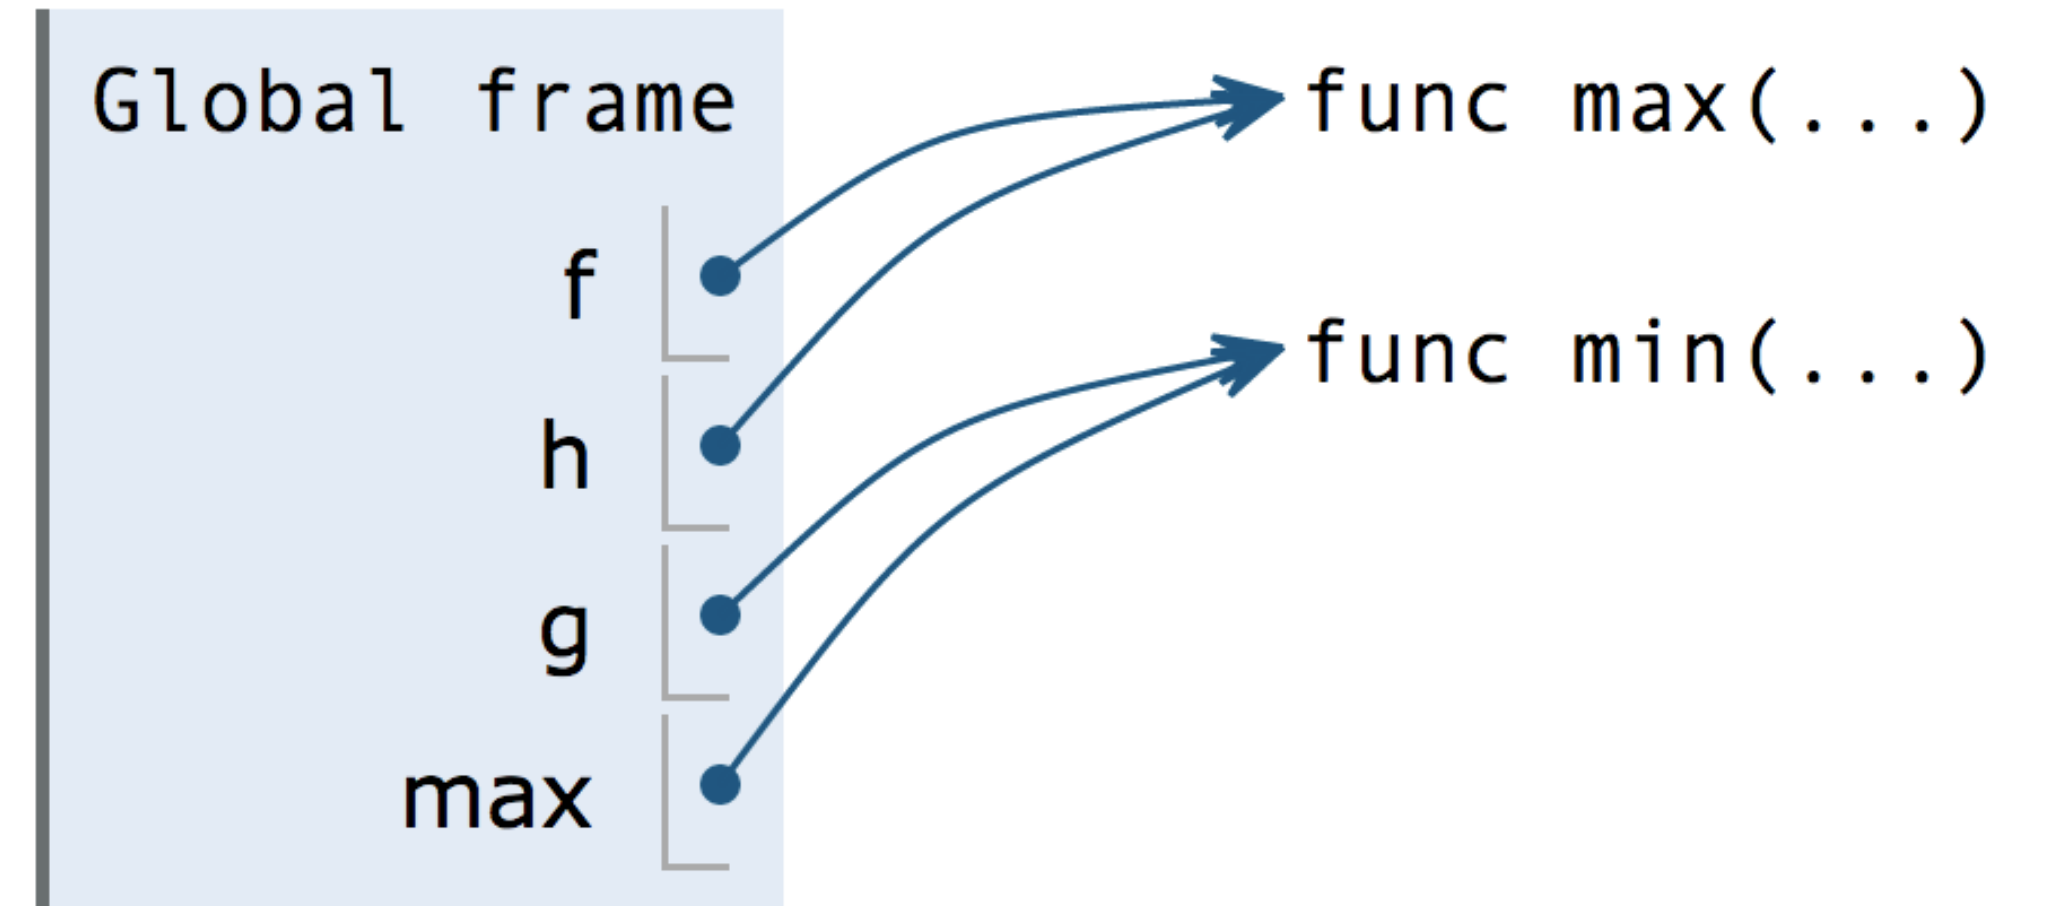 Global frame
func max(...)
f
h
func min(...)
g
max